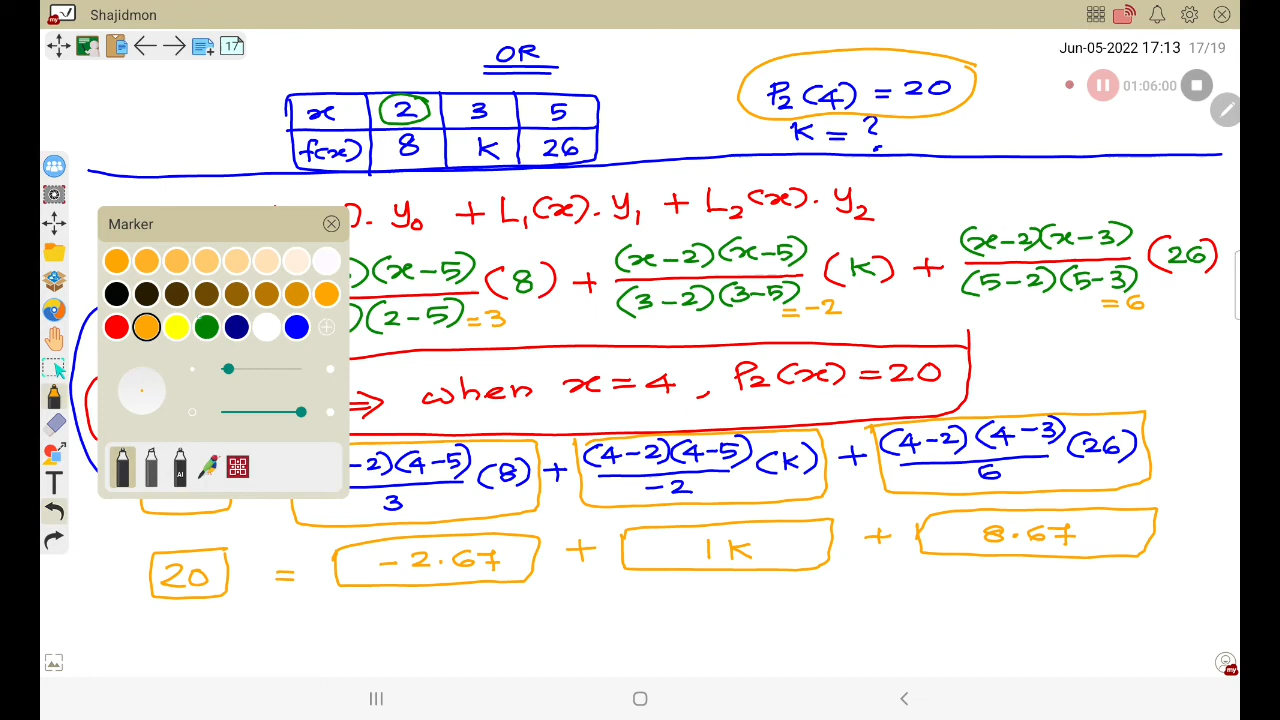 Shajidmon
17
Jun-05-2022 17:13 17/19
01:06:00
OR
x 2 3 5
f(x) 8 K 26
P₂(4) = 20
K = ?
). y₀ + L₁(x). y₁ + L₂(x). y₂
Marker
)(x-5)/)(2-5) (8) + (x-2)(x-5)/(3-2)(3-5) (K) + (x-2)(x-3)/(5-2)(5-3) (26)
=3 =-2 =6
⇒ when x=4, P₂(x)=20
-2)(4-5)/3 (8) + (4-2)(4-5)/-2 (K) + (4-2)(4-3)/6 (26)
20 = -2.67 + 1K + 8.67
AI
T
my
my